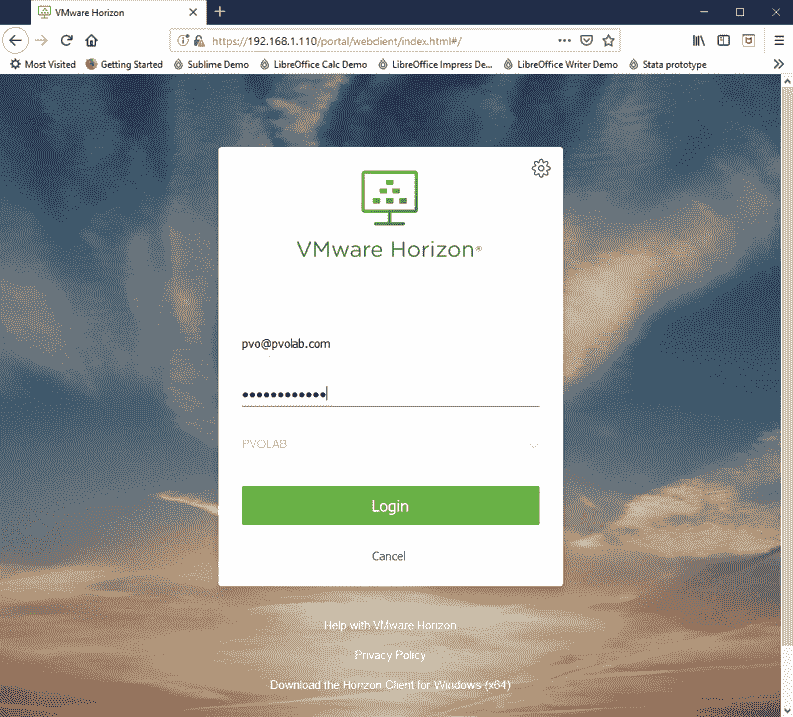 VMware Horizon
https://192.168.1.110/portal/webclient/index.html#/
Most Visited Getting Started Sublime Demo LibreOffice Calc Demo LibreOffice Impress De... LibreOffice Writer Demo Stata prototype
VMware Horizon®
pvo@pvolab.com
••••••••••••
PVOLAB
Login
Cancel
Help with VMware Horizon
Privacy Policy
Download the Horizon Client for Windows (x64)